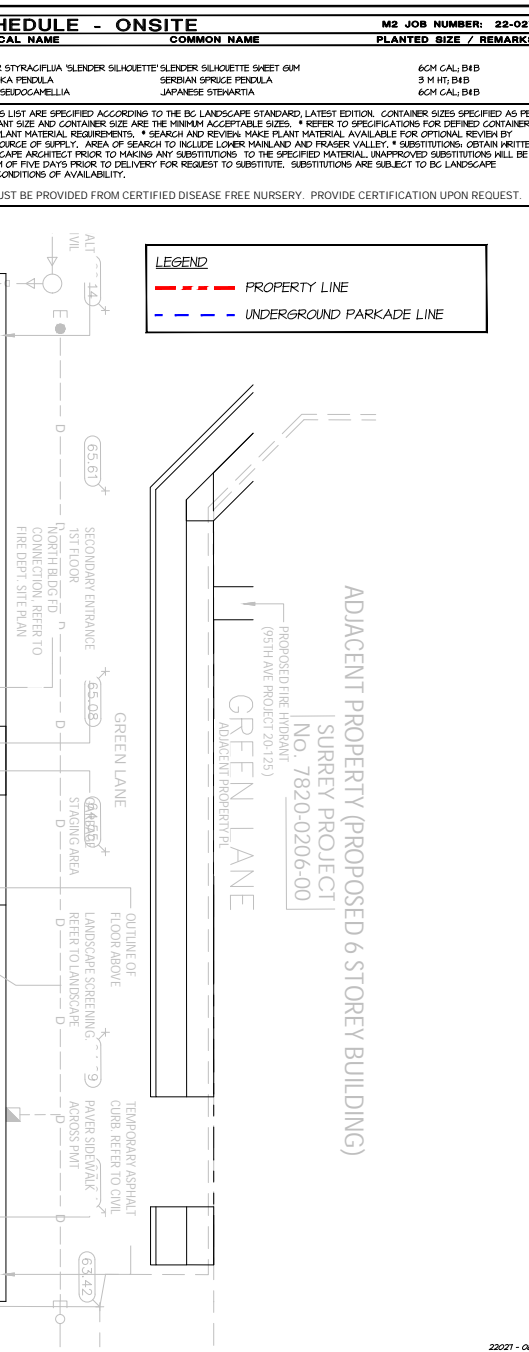 HEDULE - ONSITE
M2 JOB NUMBER: 22-02
CAL NAME
COMMON NAME
PLANTED SIZE / REMARKS
STYRACIFLUA 'SLENDER SILHOUETTE' SLENDER SILHOUETTE SWEET GUM
6CM CAL; B&B
KA PENDULA
SERBIAN SPRUCE PENDULA
3 M HT; B&B
PSEUDOCAMELLIA
JAPANESE STEWARTIA
6CM CAL; B&B
S LIST ARE SPECIFIED ACCORDING TO THE BC LANDSCAPE STANDARD, LATEST EDITION. CONTAINER SIZES SPECIFIED AS PE
ANT SIZE AND CONTAINER SIZE ARE THE MINIMUM ACCEPTABLE SIZES. * REFER TO SPECIFICATIONS FOR DEFINED CONTAINER
PLANT MATERIAL REQUIREMENTS. * SEARCH AND REVIEW: MAKE PLANT MATERIAL AVAILABLE FOR OPTIONAL REVIEW BY
OURCE OF SUPPLY. AREA OF SEARCH TO INCLUDE LOWER MAINLAND AND FRASER VALLEY. * SUBSTITUTIONS: OBTAIN WRITTE
CAPE ARCHITECT PRIOR TO MAKING ANY SUBSTITUTIONS TO THE SPECIFIED MATERIAL. UNAPPROVED SUBSTITUTIONS WILL BE
M OF FIVE DAYS PRIOR TO DELIVERY FOR REQUEST TO SUBSTITUTE. SUBSTITUTIONS ARE SUBJECT TO BC LANDSCAPE
CONDITIONS OF AVAILABILITY.
UST BE PROVIDED FROM CERTIFIED DISEASE FREE NURSERY. PROVIDE CERTIFICATION UPON REQUEST.
LEGEND
PROPERTY LINE
UNDERGROUND PARKADE LINE
ALT
IVIL
14
E
D
65.61
D
SECONDARY ENTRANCE
1ST FLOOR
NORTH BLDG FD
CONNECTION, REFER TO
FIRE DEPT. SITE PLAN
D
65.08
D
GREEN LANE
STAGING AREA
D
OUTLINE OF
FLOOR ABOVE
LANDSCAPE SCREENING,
REFER TO LANDSCAPE
D
D
9
TEMPORARY ASPHALT
CURB. REFER TO CIVIL
PAVER SIDEWALK
ACROSS PMT
D
D
63.42
PROPOSED FIRE HYDRANT
(95TH AVE PROJECT 20-125)
GREEN LANE
ADJACENT PROPERTY PL
SURREY PROJECT
No. 7820-0206-00
ADJACENT PROPERTY (PROPOSED 6 STOREY BUILDING)